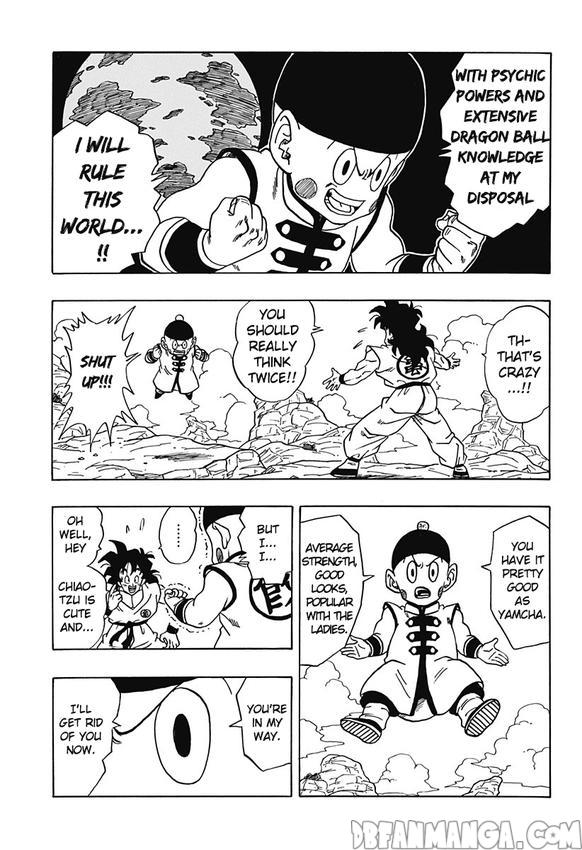 WITH PSYCHIC
POWERS AND
EXTENSIVE
DRAGON BALL
KNOWLEDGE
AT MY
DISPOSAL
I WILL
RULE
THIS
WORLD...
!!
TH-
THAT'S
CRAZY
...!!
YOU
SHOULD
REALLY
THINK
TWICE!!
SHUT
UP!!!
YOU HAVE
IT PRETTY
GOOD
AS
YAMCHA.
AVERAGE
STRENGTH,
GOOD
LOOKS,
POPULAR
WITH THE
LADIES.
BUT
I...
I...
......
OH
WELL,
HEY
CHIAO-
TZU IS
CUTE
AND...
YOU'RE
IN MY
WAY.
I'LL
GET RID
OF YOU
NOW.
DBFANMANGA.COM